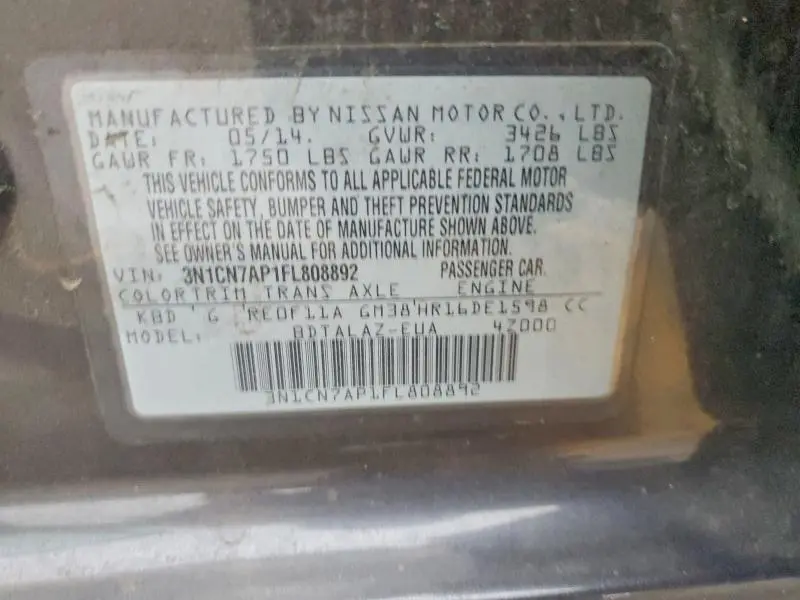 MANUFACTURED BY NISSAN MOTOR CO., LTD.
DATE: 05/14. GVWR: 3426 LBS
GAWR FR: 1750 LBS GAWR RR: 1708 LBS
THIS VEHICLE CONFORMS TO ALL APPLICABLE FEDERAL MOTOR
VEHICLE SAFETY, BUMPER AND THEFT PREVENTION STANDARDS
IN EFFECT ON THE DATE OF MANUFACTURE SHOWN ABOVE.
SEE OWNER'S MANUAL FOR ADDITIONAL INFORMATION.
VIN: 3N1CN7AP1FL808892 PASSENGER CAR.
COLOR TRIM TRANS AXLE ENGINE
KBD G RE0F11A GM38 HR16DE1598 CC
MODEL: BDTALAZ-EUA 4Z000
3N1CN7AP1FL808892